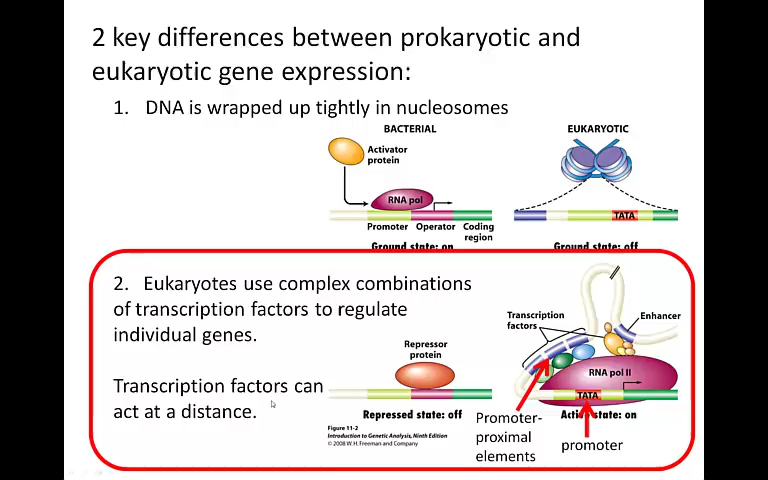 2 key differences between prokaryotic and
eukaryotic gene expression:
1. DNA is wrapped up tightly in nucleosomes
BACTERIAL
EUKARYOTIC
Activator
protein
RNA pol
TATA
Promoter Operator Coding
region
Ground state: on
Ground state: off
2. Eukaryotes use complex combinations
of transcription factors to regulate
individual genes.
Transcription factors can
act at a distance.
Repressor
protein
Repressed state: off
Transcription
factors
Enhancer
RNA pol II
TATA
Active state: on
Promoter-
proximal
elements
promoter
Figure 11-2
Introduction to Genetic Analysis, Ninth Edition
© 2008 W. H. Freeman and Company